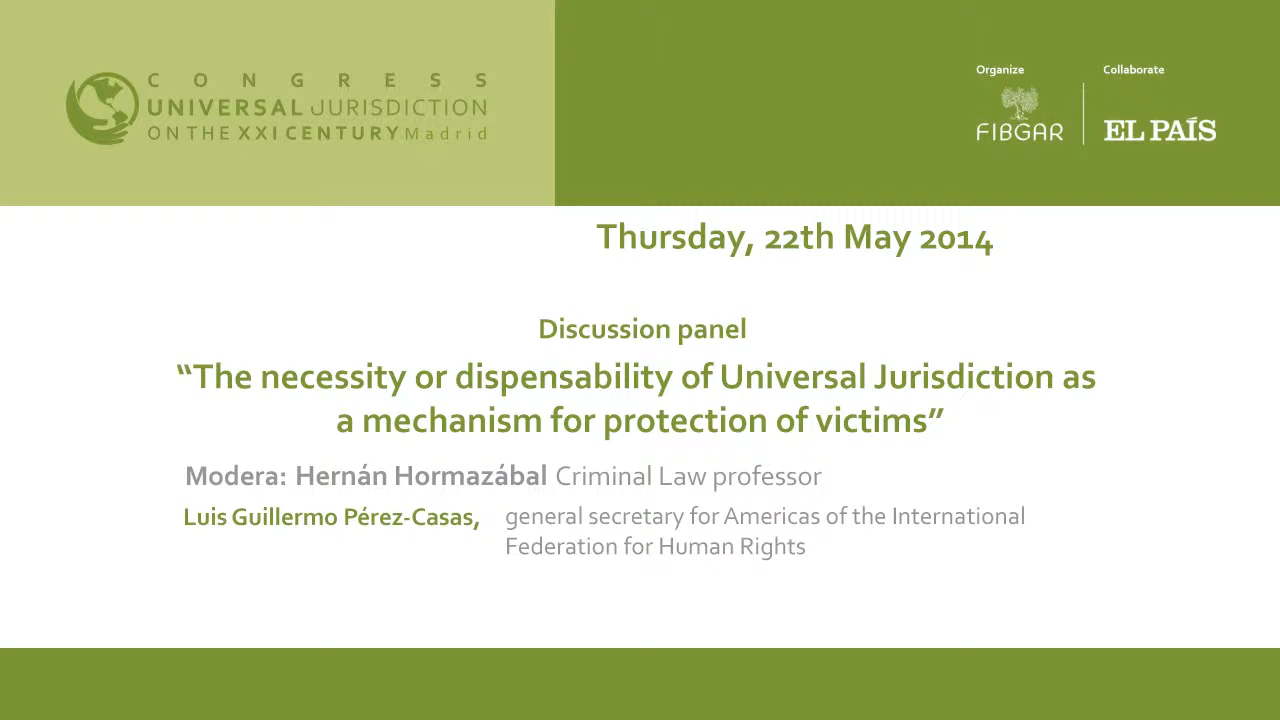 CONGRESS
UNIVERSAL JURISDICTION
ON THE XXI CENTURY Madrid
Organize
FIBGAR
Collaborate
EL PAÍS
Thursday, 22th May 2014
Discussion panel
“The necessity or dispensability of Universal Jurisdiction as
a mechanism for protection of victims”
Modera: Hernán Hormazábal Criminal Law professor
Luis Guillermo Pérez-Casas, general secretary for Americas of the International
Federation for Human Rights